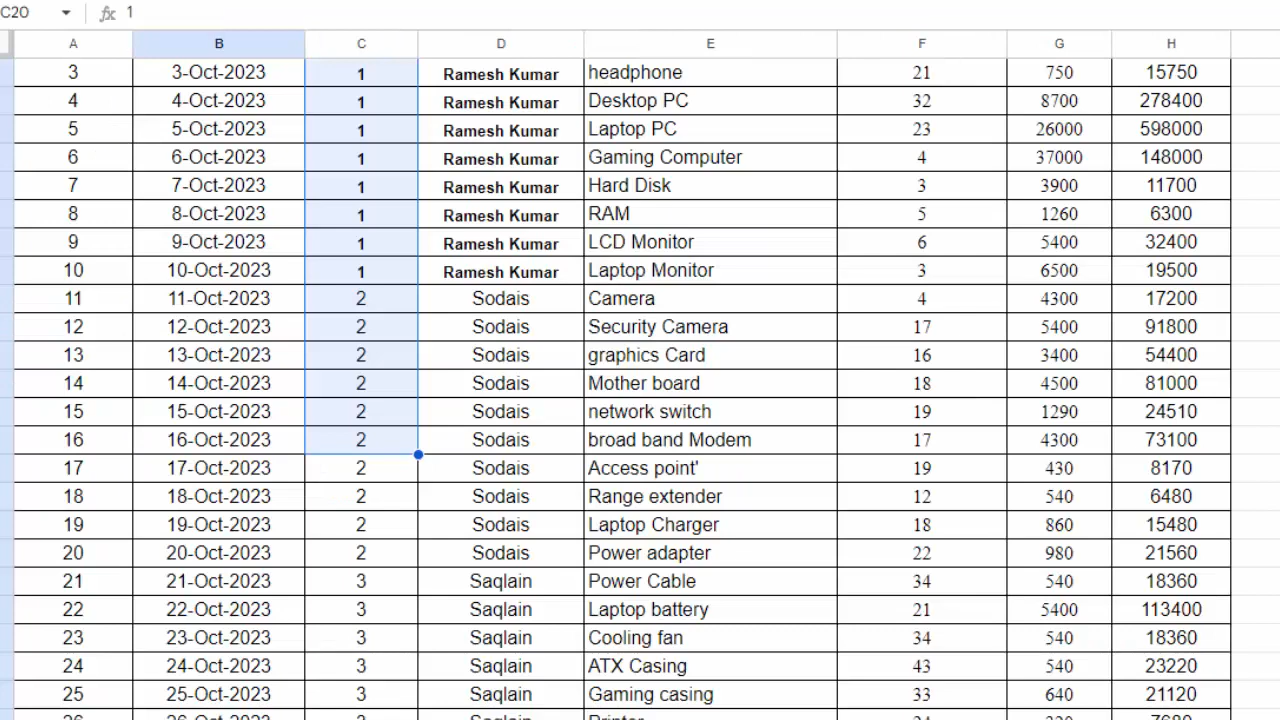 C20 fx 1
A B C D E F G H
3 3-Oct-2023 1 Ramesh Kumar headphone 21 750 15750
4 4-Oct-2023 1 Ramesh Kumar Desktop PC 32 8700 278400
5 5-Oct-2023 1 Ramesh Kumar Laptop PC 23 26000 598000
6 6-Oct-2023 1 Ramesh Kumar Gaming Computer 4 37000 148000
7 7-Oct-2023 1 Ramesh Kumar Hard Disk 3 3900 11700
8 8-Oct-2023 1 Ramesh Kumar RAM 5 1260 6300
9 9-Oct-2023 1 Ramesh Kumar LCD Monitor 6 5400 32400
10 10-Oct-2023 1 Ramesh Kumar Laptop Monitor 3 6500 19500
11 11-Oct-2023 2 Sodais Camera 4 4300 17200
12 12-Oct-2023 2 Sodais Security Camera 17 5400 91800
13 13-Oct-2023 2 Sodais graphics Card 16 3400 54400
14 14-Oct-2023 2 Sodais Mother board 18 4500 81000
15 15-Oct-2023 2 Sodais network switch 19 1290 24510
16 16-Oct-2023 2 Sodais broad band Modem 17 4300 73100
17 17-Oct-2023 2 Sodais Access point' 19 430 8170
18 18-Oct-2023 2 Sodais Range extender 12 540 6480
19 19-Oct-2023 2 Sodais Laptop Charger 18 860 15480
20 20-Oct-2023 2 Sodais Power adapter 22 980 21560
21 21-Oct-2023 3 Saqlain Power Cable 34 540 18360
22 22-Oct-2023 3 Saqlain Laptop battery 21 5400 113400
23 23-Oct-2023 3 Saqlain Cooling fan 34 540 18360
24 24-Oct-2023 3 Saqlain ATX Casing 43 540 23220
25 25-Oct-2023 3 Saqlain Gaming casing 33 640 21120